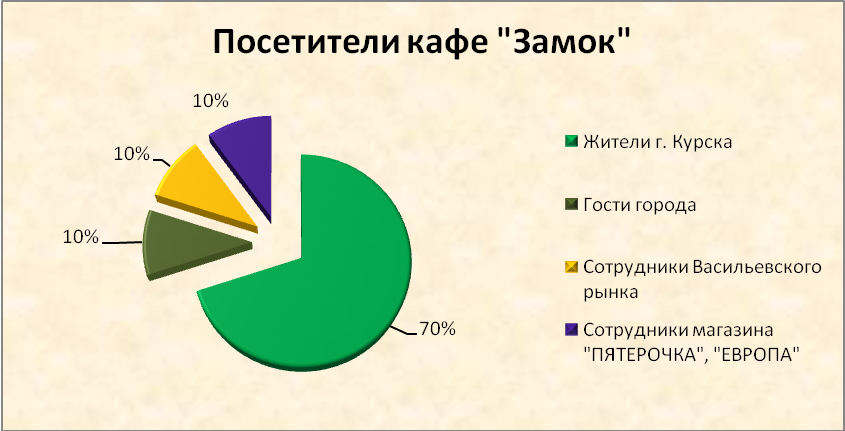 Посетители кафе "Замок"
10%
10%
10%
70%
Жители г. Курска
Гости города
Сотрудники Васильевского
рынка
Сотрудники магазина
"ПЯТЕРОЧКА", "ЕВРОПА"